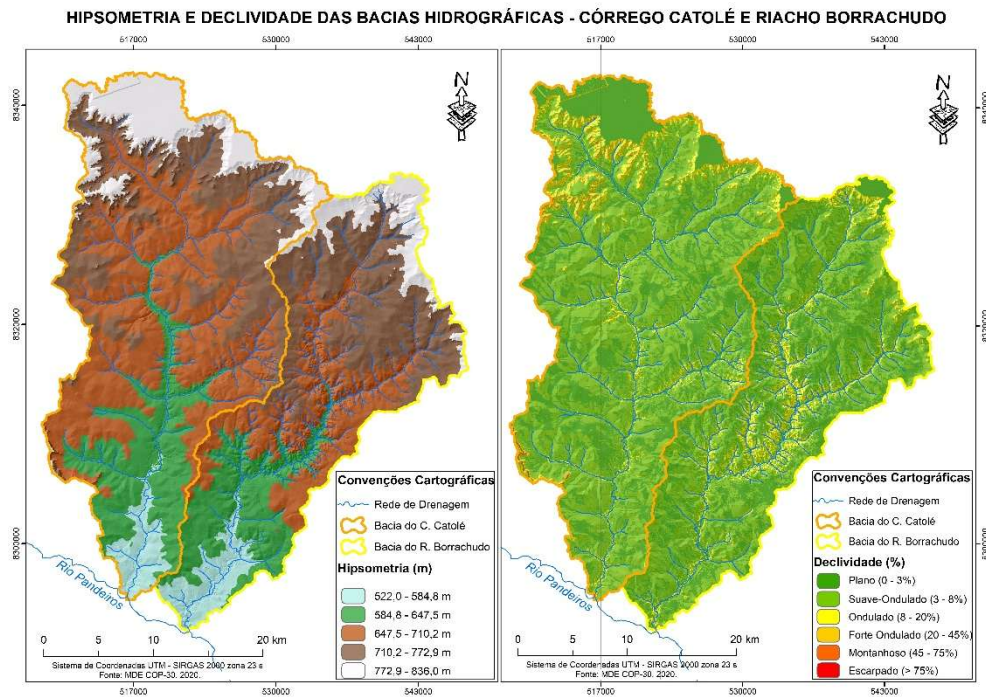 HIPSOMETRIA E DECLIVIDADE DAS BACIAS HIDROGRÁFICAS - CÓRREGO CATOLÉ E RIACHO BORRACHUDO
517000 530000 543000
8340000
8320000
8300000
N
Rio Pandeiros
Convenções Cartográficas
Rede de Drenagem
Bacia do C. Catolé
Bacia do R. Borrachudo
Hipsometria (m)
522,0 - 584,8 m
584,8 - 647,5 m
647,5 - 710,2 m
710,2 - 772,9 m
772,9 - 836,0 m
0 5 10 20 km
Sistema de Coordenadas UTM - SIRGAS 2000 zona 23 s
Fonte: MDE COP-30. 2020.
517000 530000 543000
517000 530000 543000
N
8340000
8320000
8300000
Rio Pandeiros
Convenções Cartográficas
Rede de Drenagem
Bacia do C. Catolé
Bacia do R. Borrachudo
Declividade (%)
Plano (0 - 3%)
Suave-Ondulado (3 - 8%)
Ondulado (8 - 20%)
Forte Ondulado (20 - 45%)
Montanhoso (45 - 75%)
Escarpado (> 75%)
0 5 10 20 km
Sistema de Coordenadas UTM - SIRGAS 2000 zona 23 s
Fonte: MDE COP-30. 2020.
517000 530000 543000